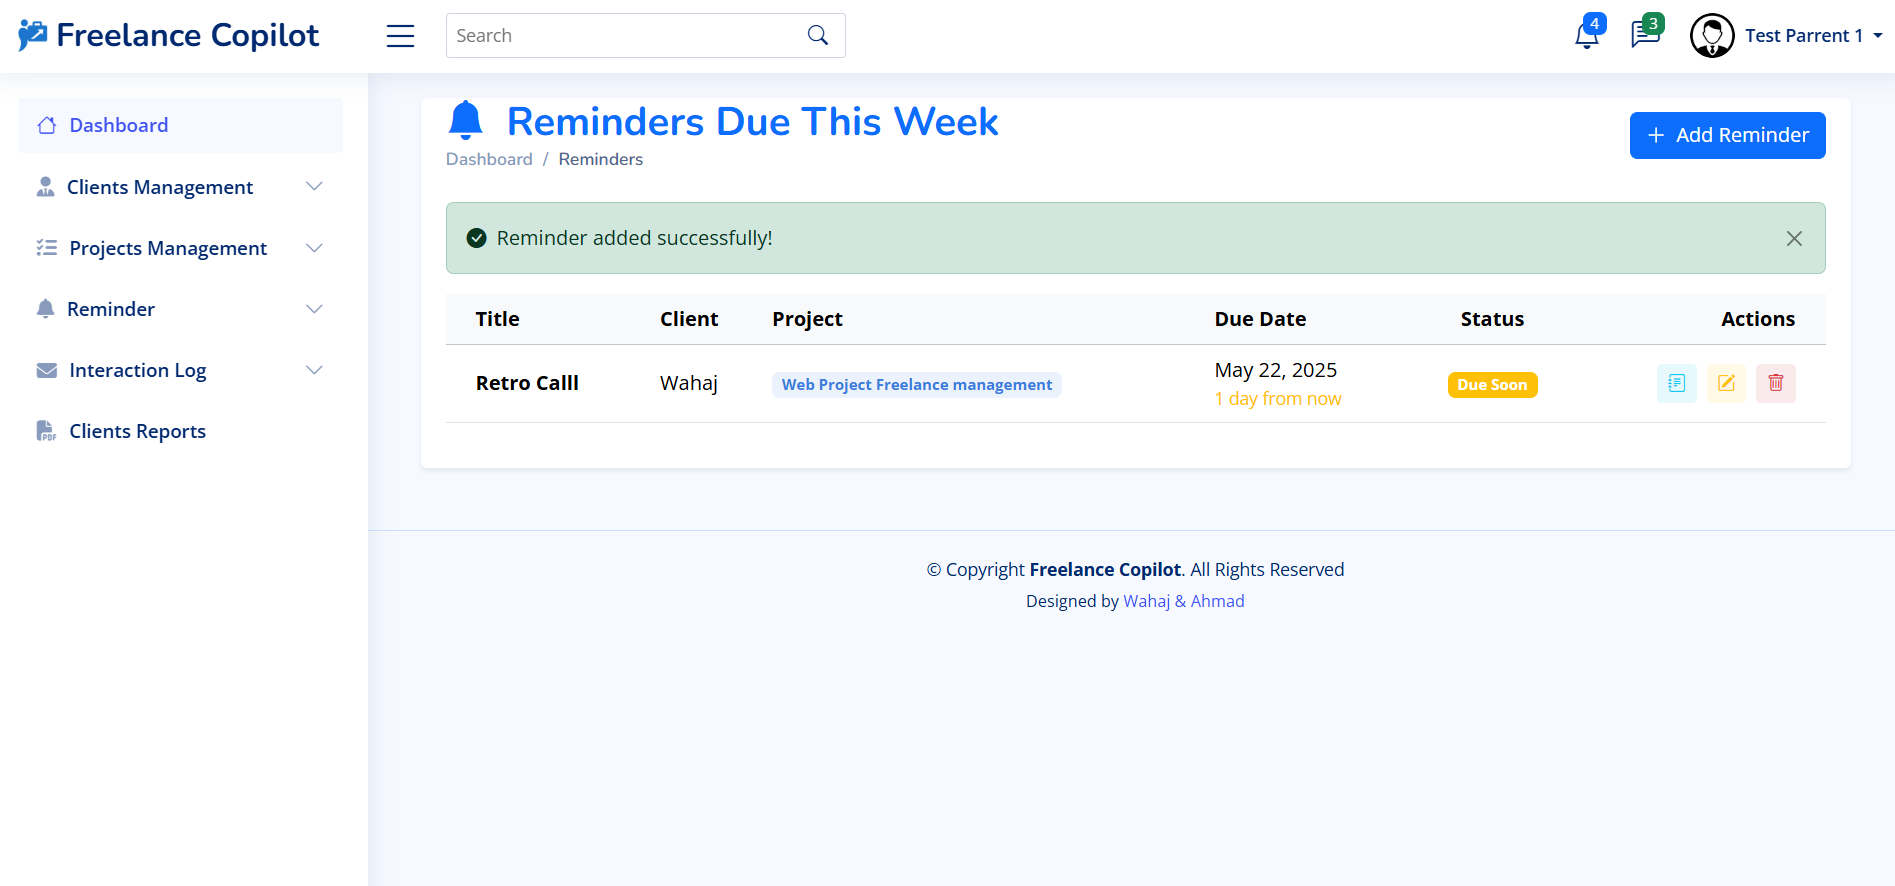 Freelance Copilot
Search
4
3
Test Parrent 1
Dashboard
Clients Management
Projects Management
Reminder
Interaction Log
PDF Clients Reports
Reminders Due This Week
Dashboard / Reminders
+ Add Reminder
Reminder added successfully!
Title Client Project Due Date Status Actions
Retro Calll Wahaj Web Project Freelance management May 22, 2025 Due Soon
1 day from now
© Copyright Freelance Copilot. All Rights Reserved
Designed by Wahaj & Ahmad